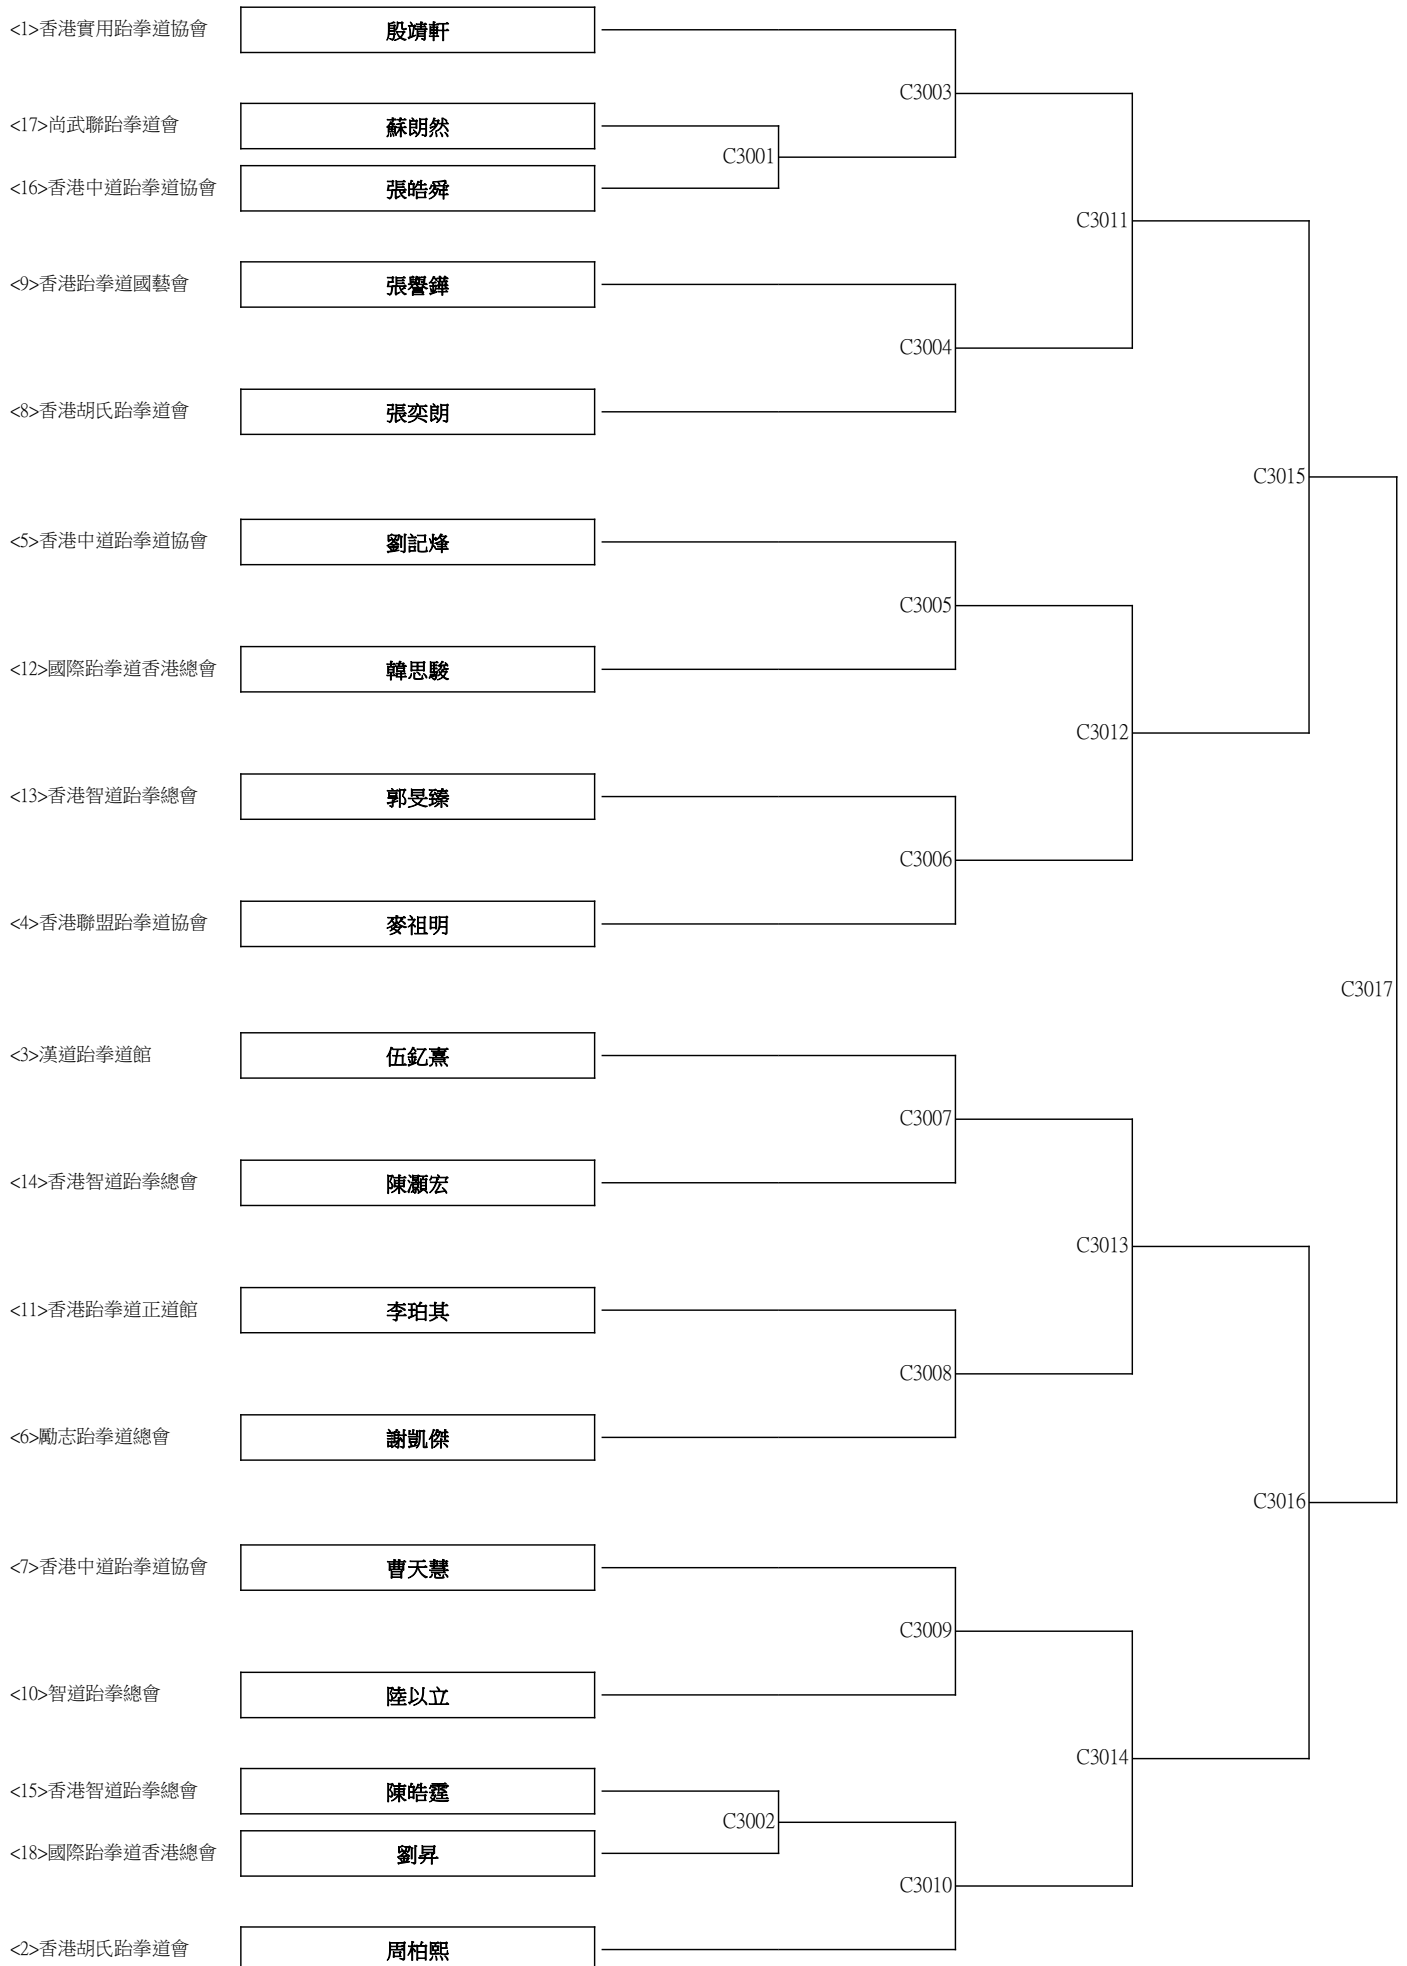 <1>香港實用跆拳道協會 殷靖軒
C3003
<17>尚武聯跆拳道會 蘇朗然
C3001
<16>香港中道跆拳道協會 張皓舜
C3011
<9>香港跆拳道國藝會 張譽鏵
C3004
<8>香港胡氏跆拳道會 張奕朗
C3015
<5>香港中道跆拳道協會 劉記烽
C3005
<12>國際跆拳道香港總會 韓思駿
C3012
<13>香港智道跆拳總會 郭旻臻
C3006
<4>香港聯盟跆拳道協會 麥祖明
C3017
<3>漢道跆拳道館 伍釔熹
C3007
<14>香港智道跆拳總會 陳灝宏
C3013
<11>香港跆拳道正道館 李珀其
C3008
<6>勵志跆拳道總會 謝凱傑
C3016
<7>香港中道跆拳道協會 曹天慧
C3009
<10>智道跆拳總會 陸以立
C3014
<15>香港智道跆拳總會 陳皓霆
C3002
<18>國際跆拳道香港總會 劉昇
C3010
<2>香港胡氏跆拳道會 周柏熙